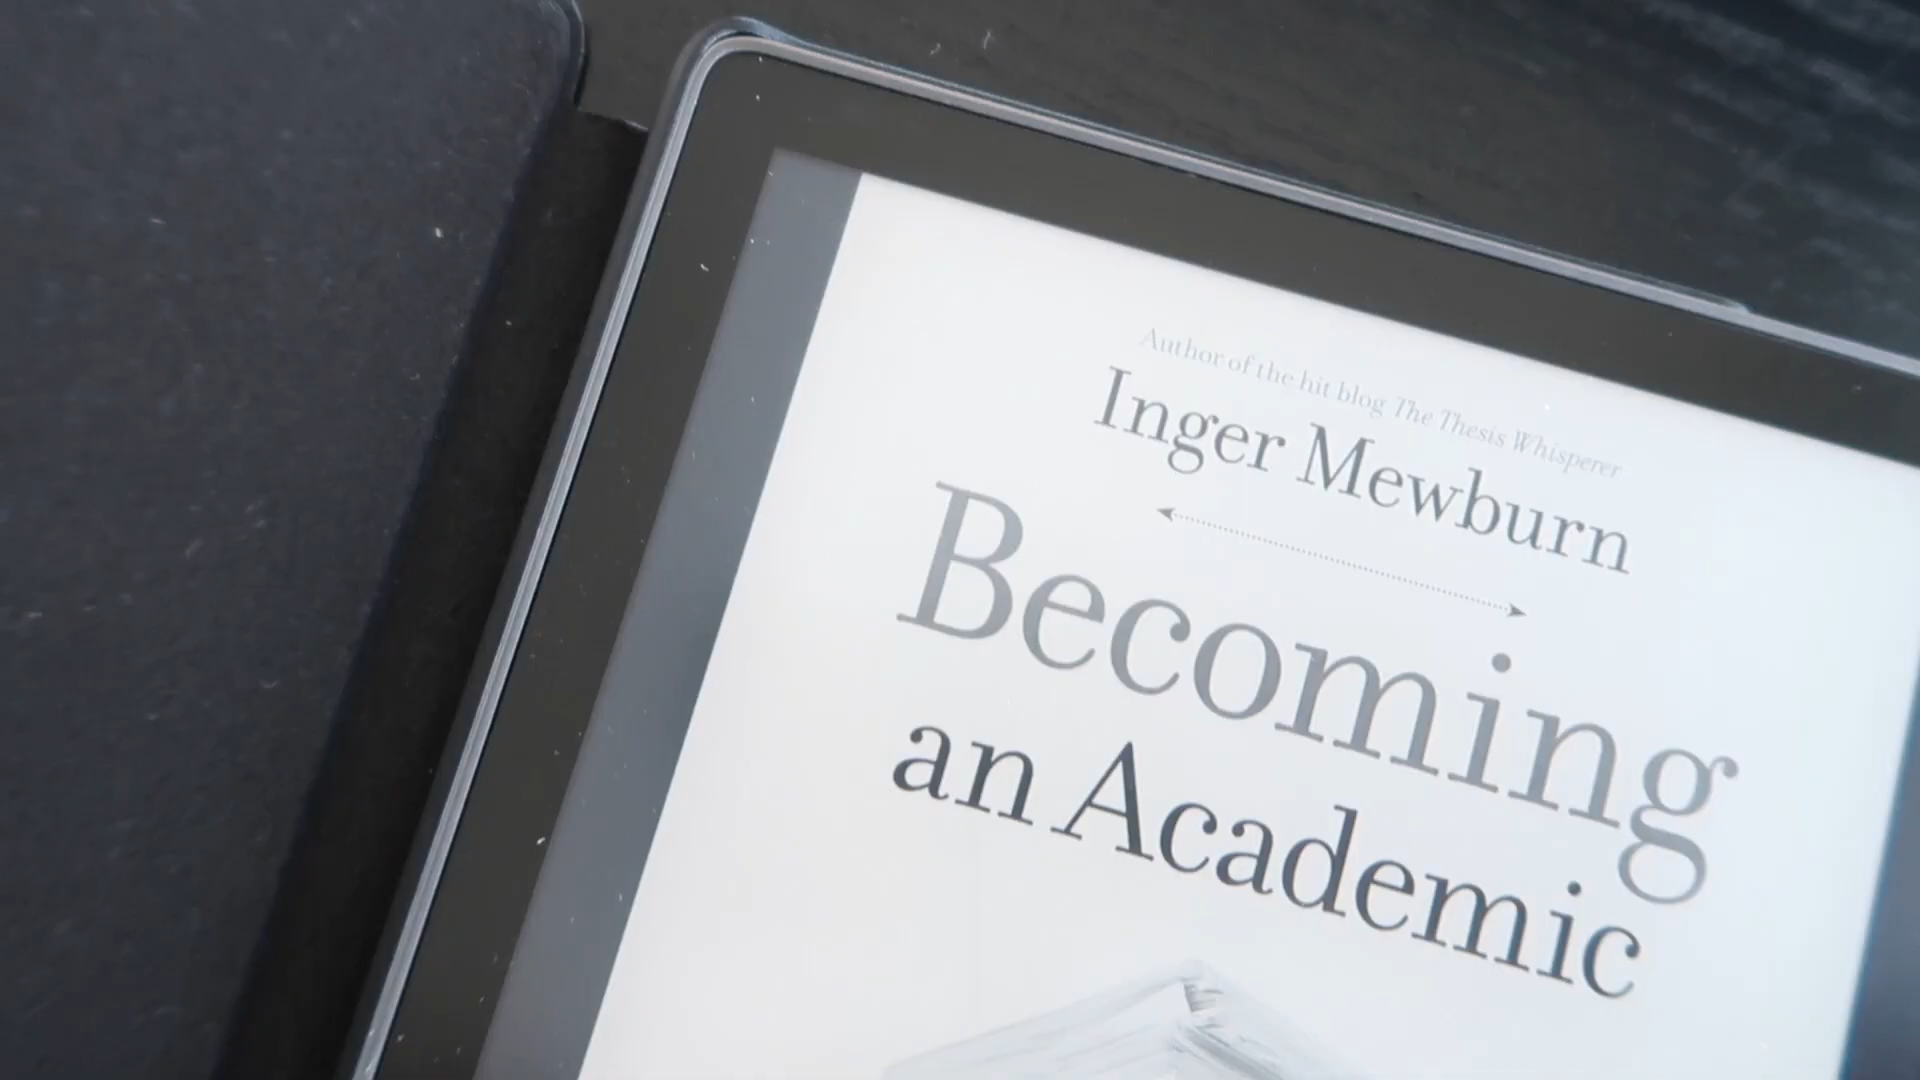 Author of the hit blog The Thesis Whisperer
Inger Mewburn
Becoming
an Academic